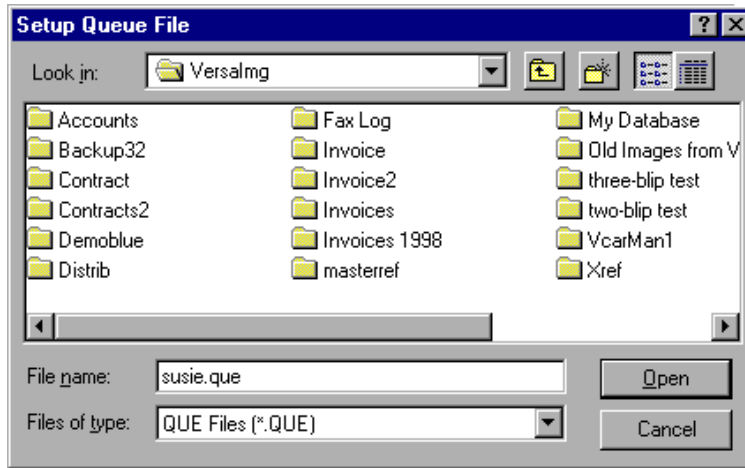 Setup Queue File
Look in: VersaImg
Accounts Fax Log My Database
Backup32 Invoice Old Images from V
Contract Invoice2 three-blip test
Contracts2 Invoices two-blip test
Demoblue Invoices 1998 VcarMan1
Distrib masterref Xref
File name: susie.que Open
Files of type: QUE Files (*.QUE) Cancel